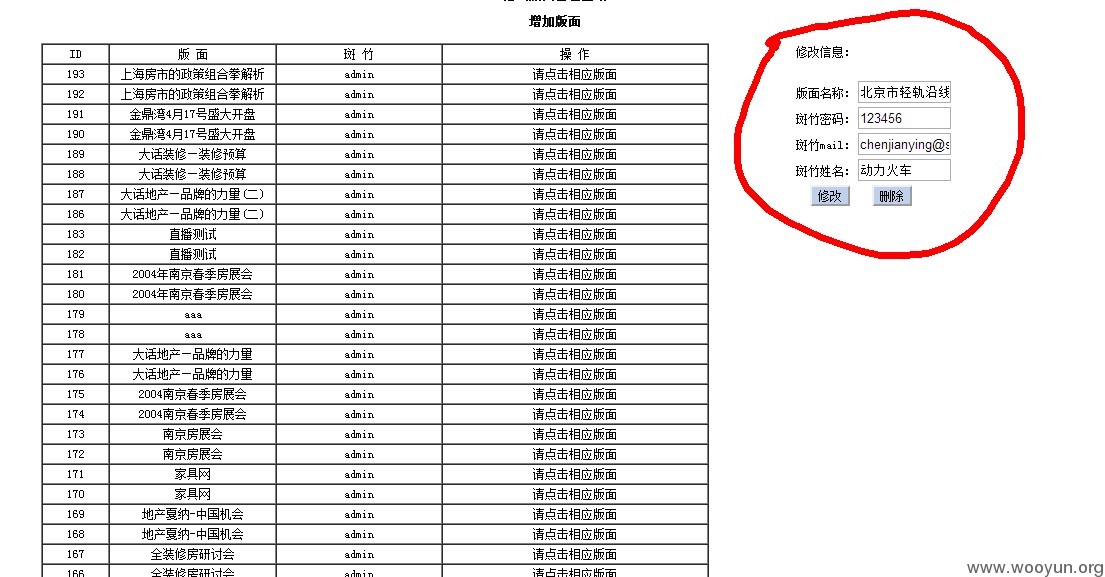 增加版面
ID 版 面 斑 竹 操 作
193 上海房市的政策组合拳解析 admin 请点击相应版面
192 上海房市的政策组合拳解析 admin 请点击相应版面
191 金鼎湾4月17号盛大开盘 admin 请点击相应版面
190 金鼎湾4月17号盛大开盘 admin 请点击相应版面
189 大话装修—装修预算 admin 请点击相应版面
188 大话装修—装修预算 admin 请点击相应版面
187 大话地产—品牌的力量(二) admin 请点击相应版面
186 大话地产—品牌的力量(二) admin 请点击相应版面
183 直播测试 admin 请点击相应版面
182 直播测试 admin 请点击相应版面
181 2004年南京春季房展会 admin 请点击相应版面
180 2004年南京春季房展会 admin 请点击相应版面
179 aaa admin 请点击相应版面
178 aaa admin 请点击相应版面
177 大话地产—品牌的力量 admin 请点击相应版面
176 大话地产—品牌的力量 admin 请点击相应版面
175 2004南京春季房展会 admin 请点击相应版面
174 2004南京春季房展会 admin 请点击相应版面
173 南京房展会 admin 请点击相应版面
172 南京房展会 admin 请点击相应版面
171 家具网 admin 请点击相应版面
170 家具网 admin 请点击相应版面
169 地产戛纳-中国机会 admin 请点击相应版面
168 地产戛纳-中国机会 admin 请点击相应版面
167 全装修房研讨会 admin 请点击相应版面
166 全装修房研讨会 admin 请点击相应版面
修改信息：
版面名称： 北京市轻轨沿线
斑竹密码： 123456
斑竹mail： chenjianying@s
斑竹姓名： 动力火车
修改 删除
www.wooyun.org